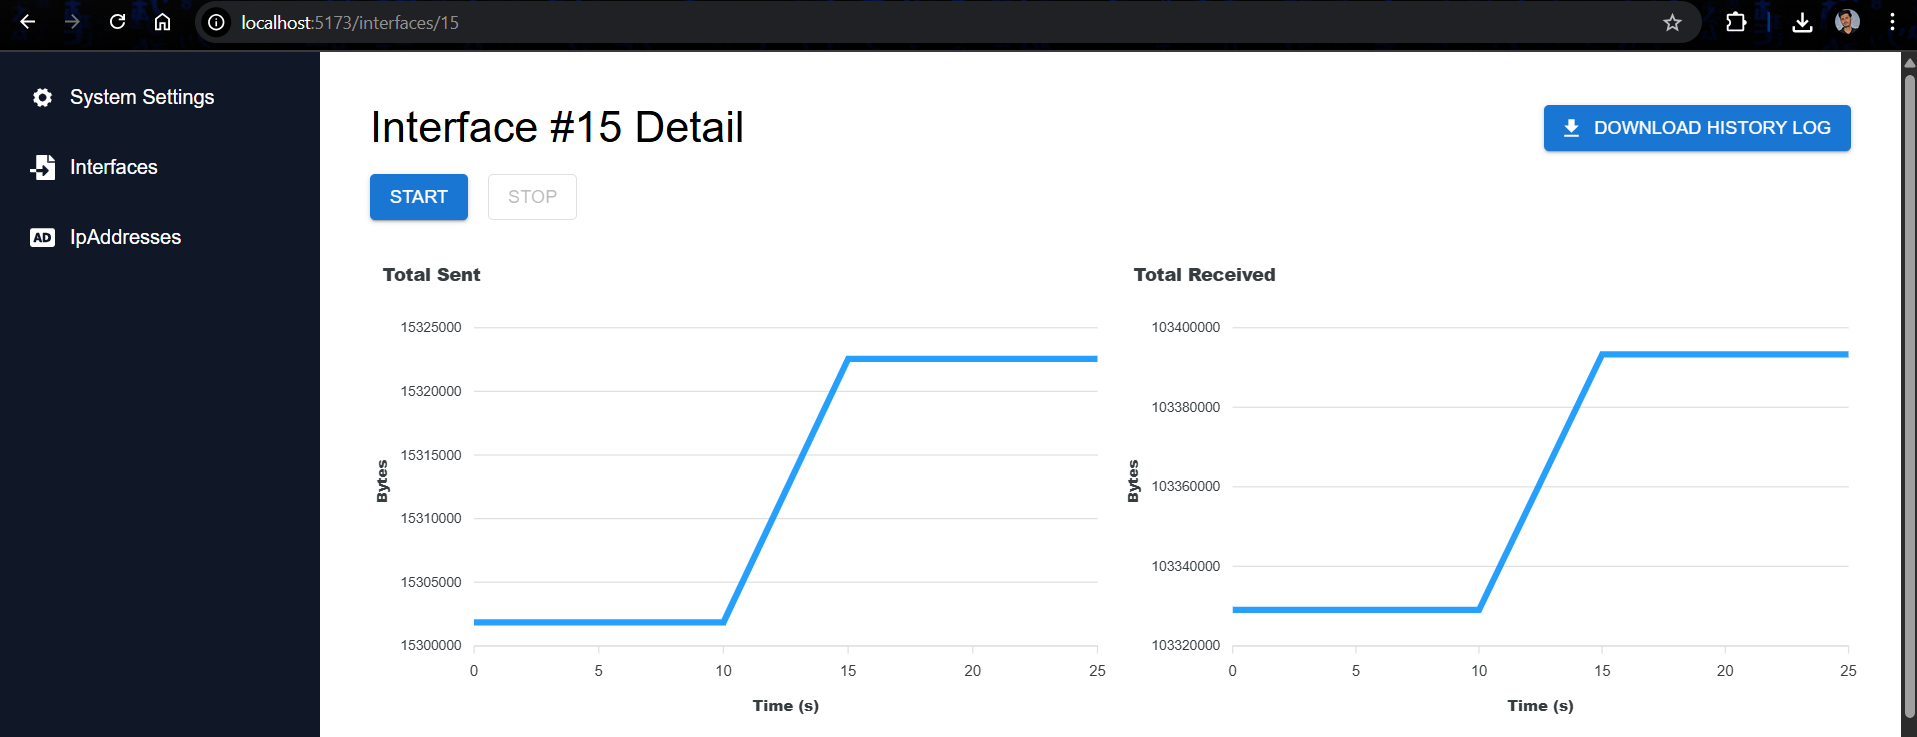 localhost:5173/interfaces/15
System Settings
Interfaces
AD IpAddresses
Interface #15 Detail
DOWNLOAD HISTORY LOG
START STOP
Total Sent
15325000
15320000
15315000
15310000
15305000
15300000
Bytes
0 5 10 15 20 25
Time (s)
Total Received
103400000
103380000
103360000
103340000
103320000
Bytes
0 5 10 15 20 25
Time (s)